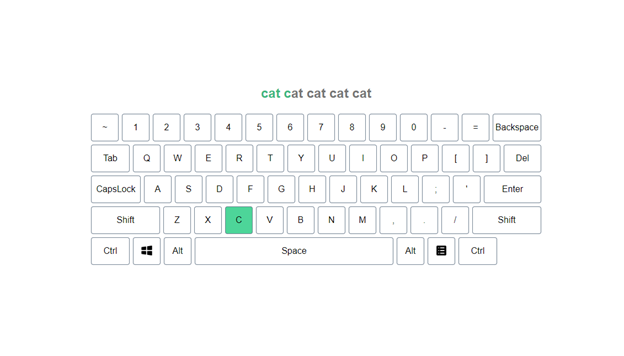 cat cat cat cat cat
~ 1 2 3 4 5 6 7 8 9 0 - = Backspace
Tab Q W E R T Y U I O P [ ] Del
CapsLock A S D F G H J K L ; ' Enter
Shift Z X C V B N M , . / Shift
Ctrl Alt Space Alt Ctrl